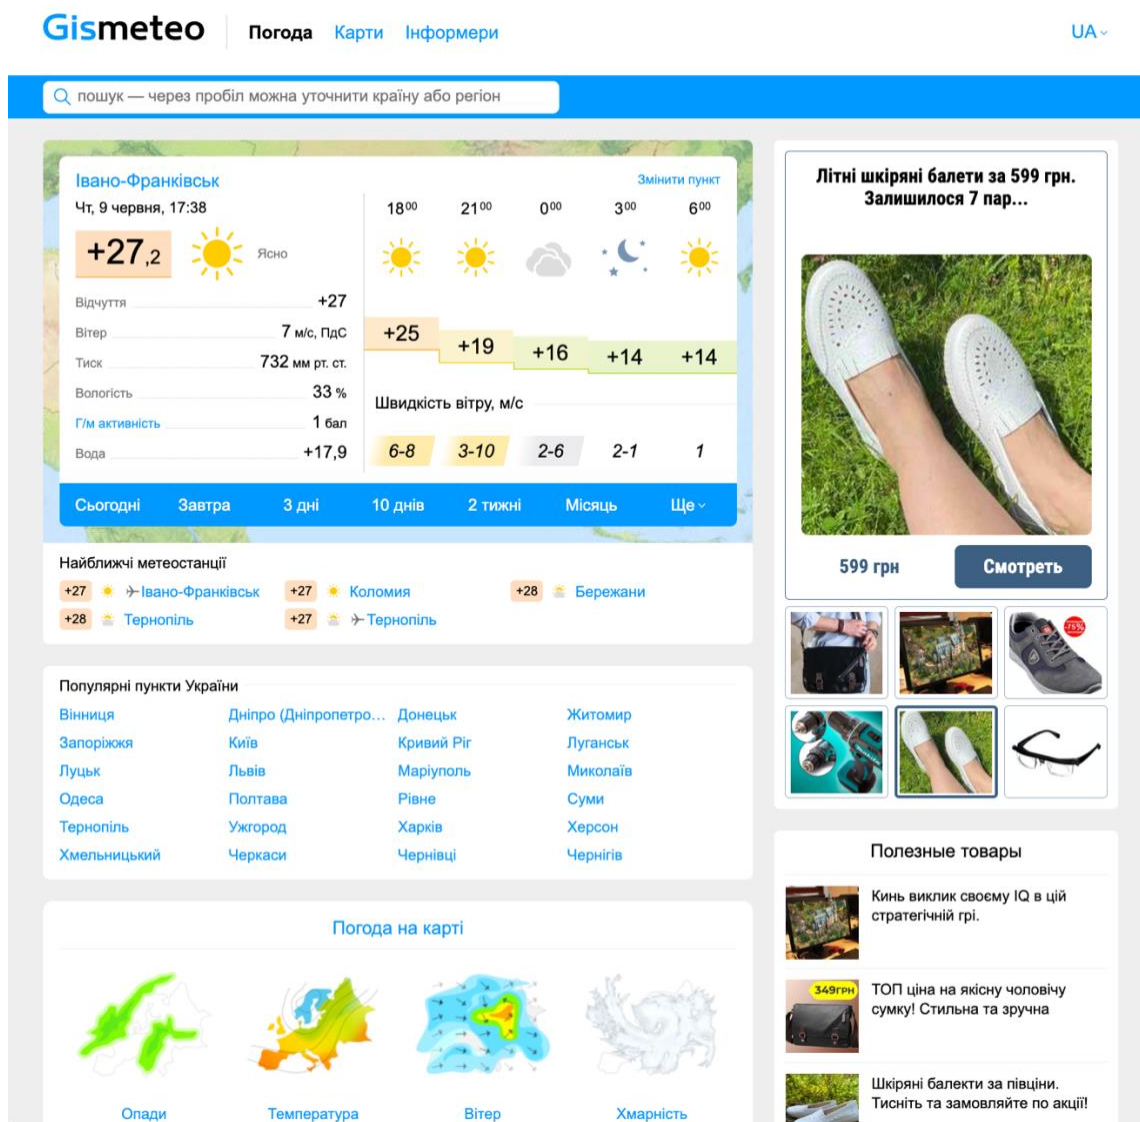 Gismeteo
Погода Карти Інформери
UA
пошук — через пробіл можна уточнити країну або регіон
Івано-Франківськ
Змінити пункт
Чт, 9 червня, 17:38
18⁰⁰ 21⁰⁰ 0⁰⁰ 3⁰⁰ 6⁰⁰
+27,2 Ясно
Відчуття +27
Вітер 7 м/с, ПдС
Тиск 732 мм рт. ст.
Вологість 33 %
Г/м активність 1 бал
Вода +17,9
+25 +19 +16 +14 +14
Швидкість вітру, м/с
6-8 3-10 2-6 2-1 1
Сьогодні Завтра 3 дні 10 днів 2 тижні Місяць Ще
Найближчі метеостанції
+27 Івано-Франківськ +27 Коломия +28 Бережани
+28 Тернопіль +27 Тернопіль
Популярні пункти України
Вінниця Дніпро (Дніпропетро... Донецьк Житомир
Запоріжжя Київ Кривий Ріг Луганськ
Луцьк Львів Маріуполь Миколаїв
Одеса Полтава Рівне Суми
Тернопіль Ужгород Харків Херсон
Хмельницький Черкаси Чернівці Чернігів
Погода на карті
Опади Температура Вітер Хмарність
Літні шкіряні балети за 599 грн.
Залишилося 7 пар...
599 грн Смотреть
-75%
Полезные товары
Кинь виклик своєму IQ в цій
стратегічній грі.
349ГРН
ТОП ціна на якісну чоловічу
сумку! Стильна та зручна
Шкіряні балекти за півціни.
Тисніть та замовляйте по акції!